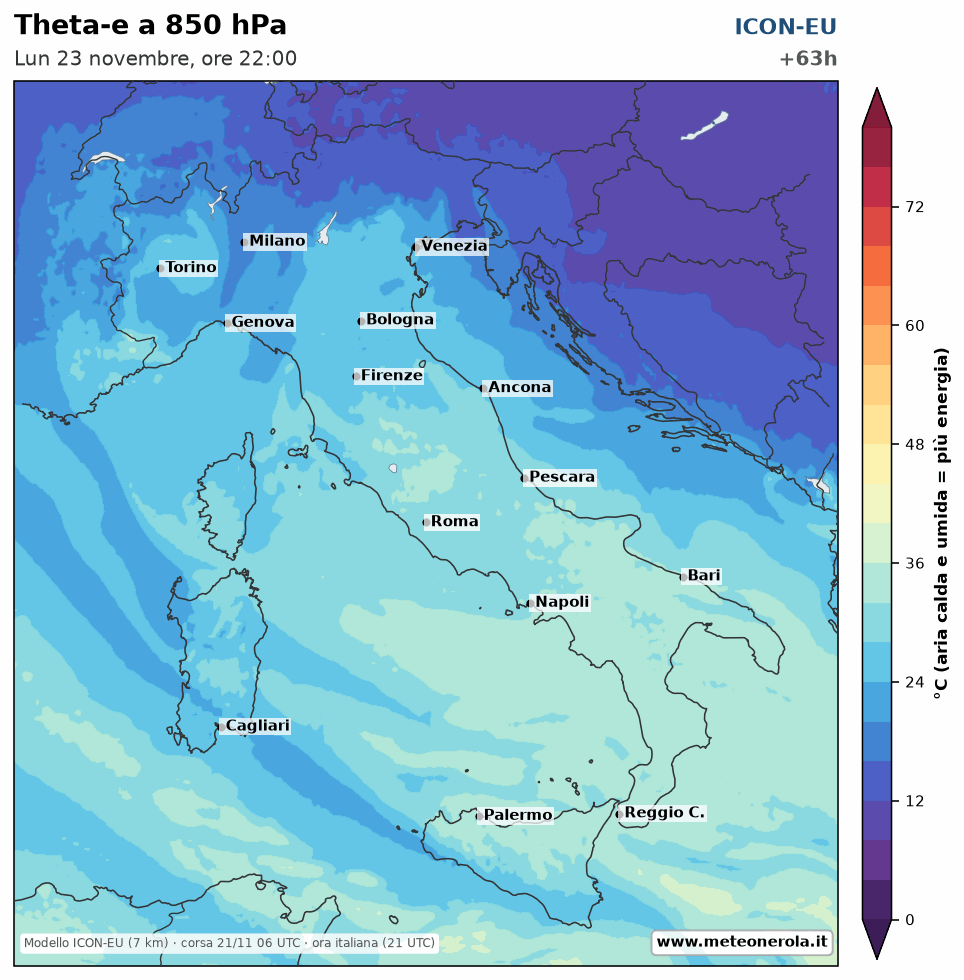 Theta-e a 850 hPa
ICON-EU
Lun 23 novembre, ore 22:00
+63h
Milano
Venezia
Torino
Genova
Bologna
Firenze
Ancona
Pescara
Roma
Bari
Napoli
Cagliari
Palermo
Reggio C.
72
60
48
36
24
12
0
°C (aria calda e umida = più energia)
Modello ICON-EU (7 km) · corsa 21/11 06 UTC · ora italiana (21 UTC)
www.meteonerola.it